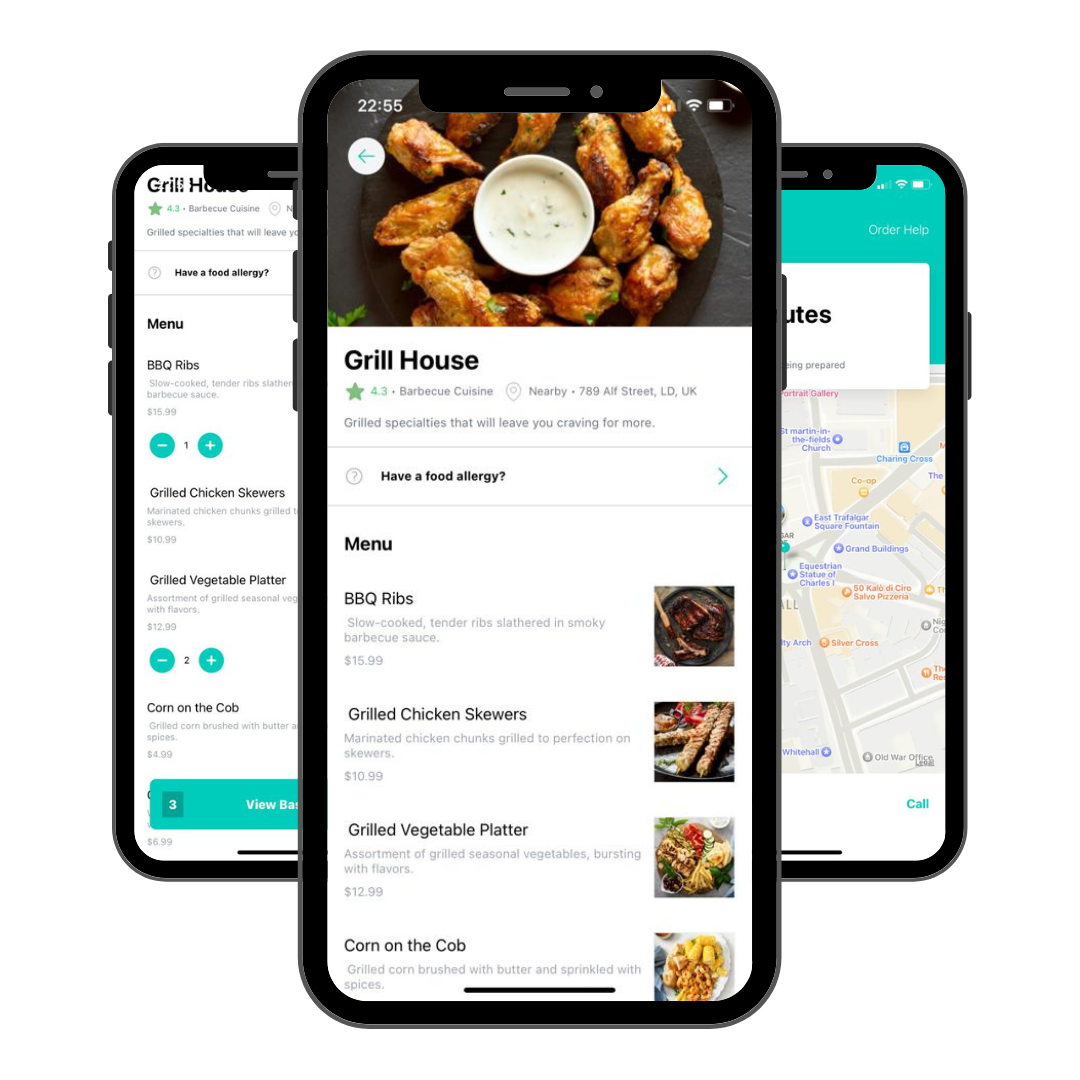 Grill House
4.3 • Barbecue Cuisine
Grilled specialties that will leave
Have a food allergy?
Menu
BBQ Ribs
Slow-cooked, tender ribs
barbecue sauce.
$15.99
1
Grilled Chicken Skewers
Marinated chicken chunks grilled
skewers.
$10.99
Grilled Vegetable Platter
Assortment of grilled seasonal
with flavors.
$12.99
2
Corn on the Cob
Grilled corn brushed with butter
spices.
$4.99
3 View
$6.99
22:55
Grill House
4.3 • Barbecue Cuisine Nearby • 789 Alf Street, LD, UK
Grilled specialties that will leave you craving for more.
Have a food allergy?
Menu
BBQ Ribs
Slow-cooked, tender ribs slathered in smoky
barbecue sauce.
$15.99
Grilled Chicken Skewers
Marinated chicken chunks grilled to perfection on
skewers.
$10.99
Grilled Vegetable Platter
Assortment of grilled seasonal vegetables, bursting
with flavors.
$12.99
Corn on the Cob
Grilled corn brushed with butter and sprinkled with
spices.
Order Help
utes
eing prepared
ortrait Gallery
St martin-in-
the-fields
Church
Charing Cross
The
Co-op
East Trafalgar
Square Fountain
GAR
Grand Buildings
Equestrian
Statue of
Charles I
50 Kalò di Ciro
Salvo Pizzeria
ALL
lty Arch
Silver Cross
Whitehall
Old War Office
Legal
Call